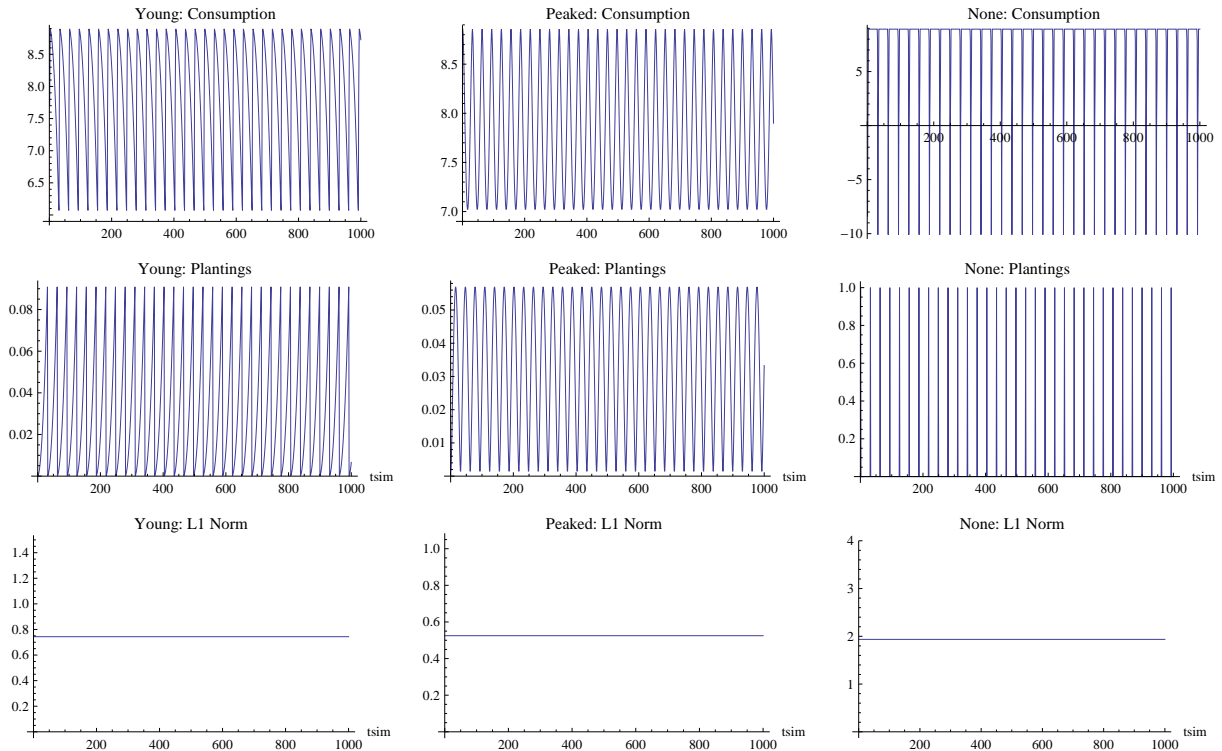 Young: Consumption
8.5
8.0
7.5
7.0
6.5
200 400 600 800 1000
Peaked: Consumption
8.5
8.0
7.5
7.0
200 400 600 800 1000
None: Consumption
5
200 400 600 800 1000
−5
−10
Young: Plantings
0.08
0.06
0.04
0.02
200 400 600 800 1000
tsim
Peaked: Plantings
0.05
0.04
0.03
0.02
0.01
200 400 600 800 1000
tsim
None: Plantings
1.0
0.8
0.6
0.4
0.2
200 400 600 800 1000
tsim
Young: L1 Norm
1.4
1.2
1.0
0.8
0.6
0.4
0.2
200 400 600 800 1000
tsim
Peaked: L1 Norm
1.0
0.8
0.6
0.4
0.2
200 400 600 800 1000
tsim
None: L1 Norm
4
3
2
1
200 400 600 800 1000
tsim